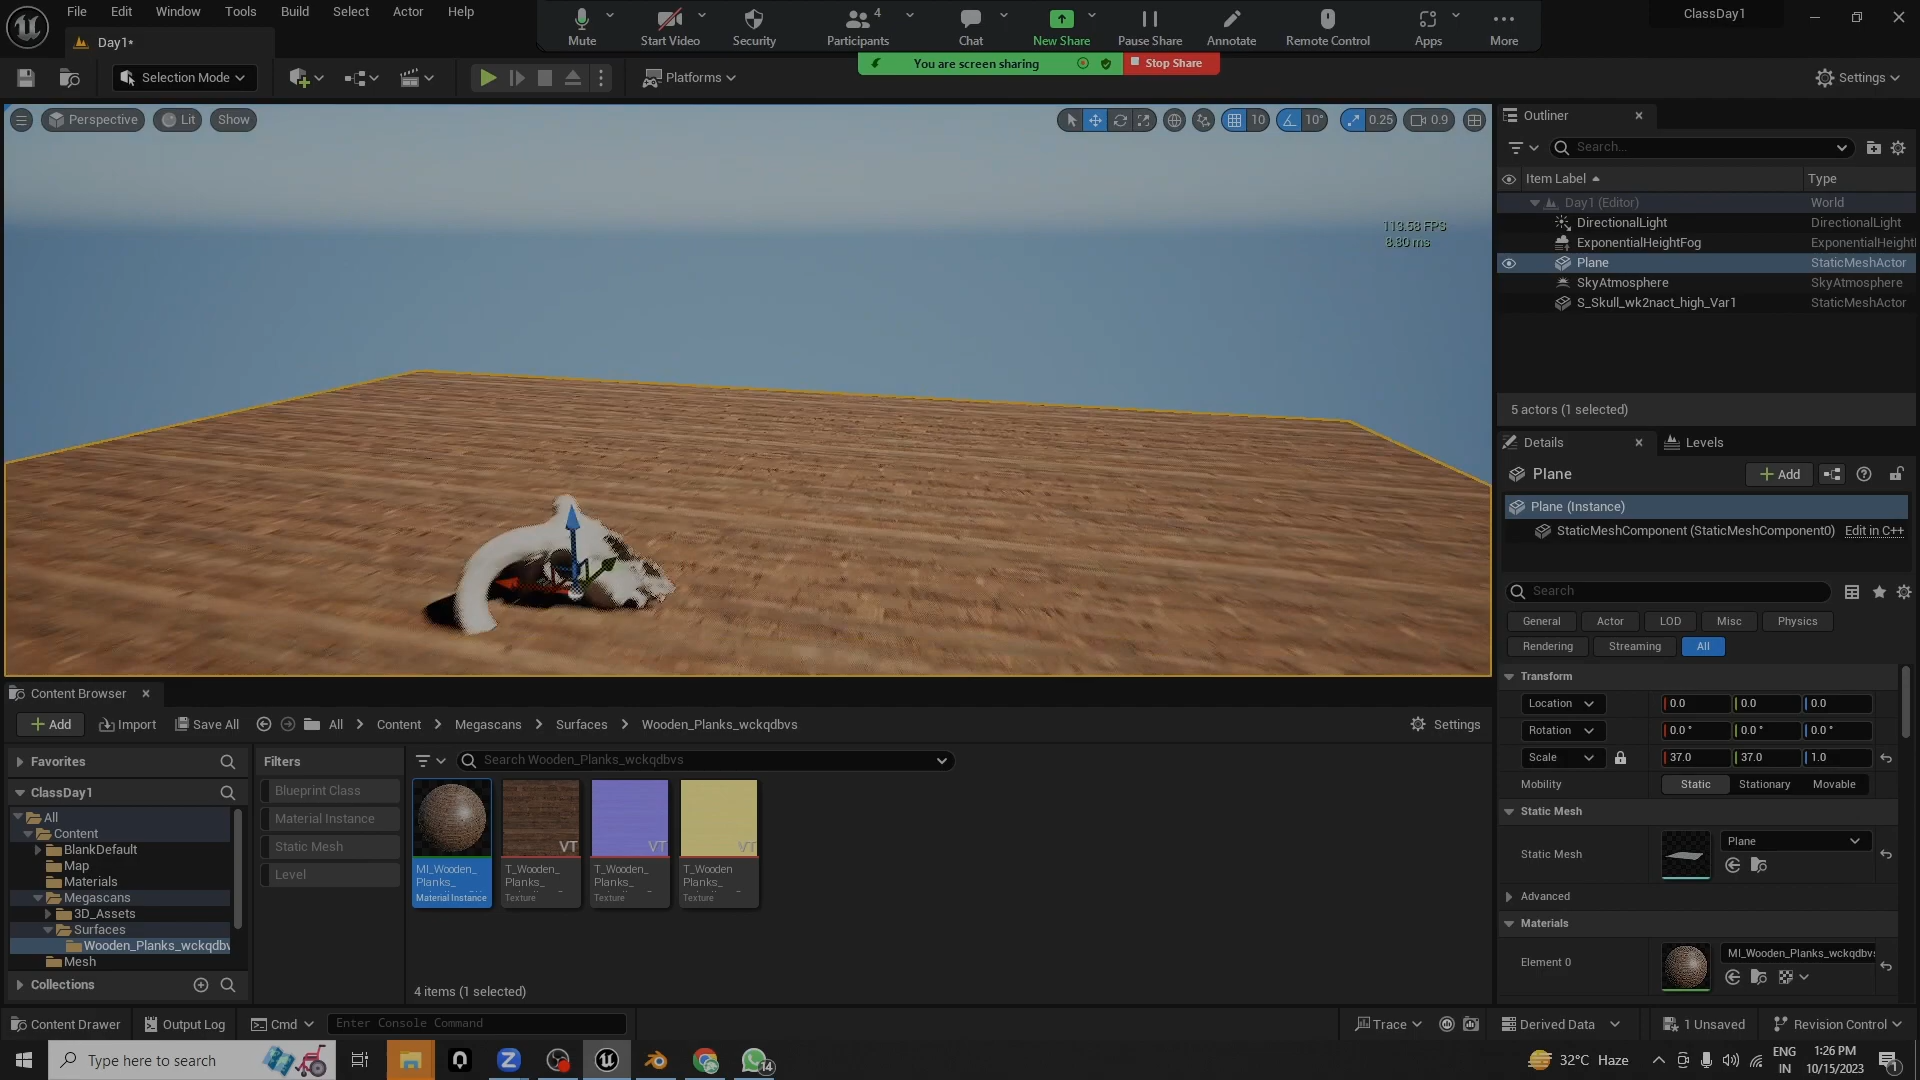 File Edit Window Tools Build Select Actor Help
Mute Start Video Security Participants 4 Chat New Share Pause Share Annotate Remote Control Apps More
ClassDay1
Day1*
You are screen sharing Stop Share
Selection Mode Platforms Settings
Perspective Lit Show 10 10° 0.25 0.9
113.58 FPS
8.80 ms
Outliner
Search...
Item Label Type
Day1 (Editor) World
DirectionalLight DirectionalLight
ExponentialHeightFog ExponentialHeightI
Plane StaticMeshActor
SkyAtmosphere SkyAtmosphere
S_Skull_wk2nact_high_Var1 StaticMeshActor
5 actors (1 selected)
Details Levels
Plane Add
Plane (Instance)
StaticMeshComponent (StaticMeshComponent0) Edit in C++
Search
General Actor LOD Misc Physics
Rendering Streaming All
Transform
Location 0.0 0.0 0.0
Rotation 0.0 ° 0.0 ° 0.0 °
Scale 37.0 37.0 1.0
Mobility Static Stationary Movable
Static Mesh
Static Mesh Plane
Advanced
Materials
Element 0 MI_Wooden_Planks_wckqdbvs
Content Browser
Add Import Save All All Content Megascans Surfaces Wooden_Planks_wckqdbvs Settings
Favorites
ClassDay1
All
Content
BlankDefault
Map
Materials
Megascans
3D_Assets
Surfaces
Wooden_Planks_wckqdbv
Mesh
Collections
Filters
Blueprint Class
Material Instance
Static Mesh
Level
Search Wooden_Planks_wckqdbvs
VT VT VT
MI_Wooden_ T_Wooden_ T_Wooden_ T_Wooden
Planks_ Planks_ Planks_ Planks_
Material Instance Texture Texture Texture
4 items (1 selected)
Content Drawer Output Log Cmd Enter Console Command Trace Derived Data 1 Unsaved Revision Control
Type here to search 14 32°C Haze ENG IN 1:26 PM 10/15/2023 1